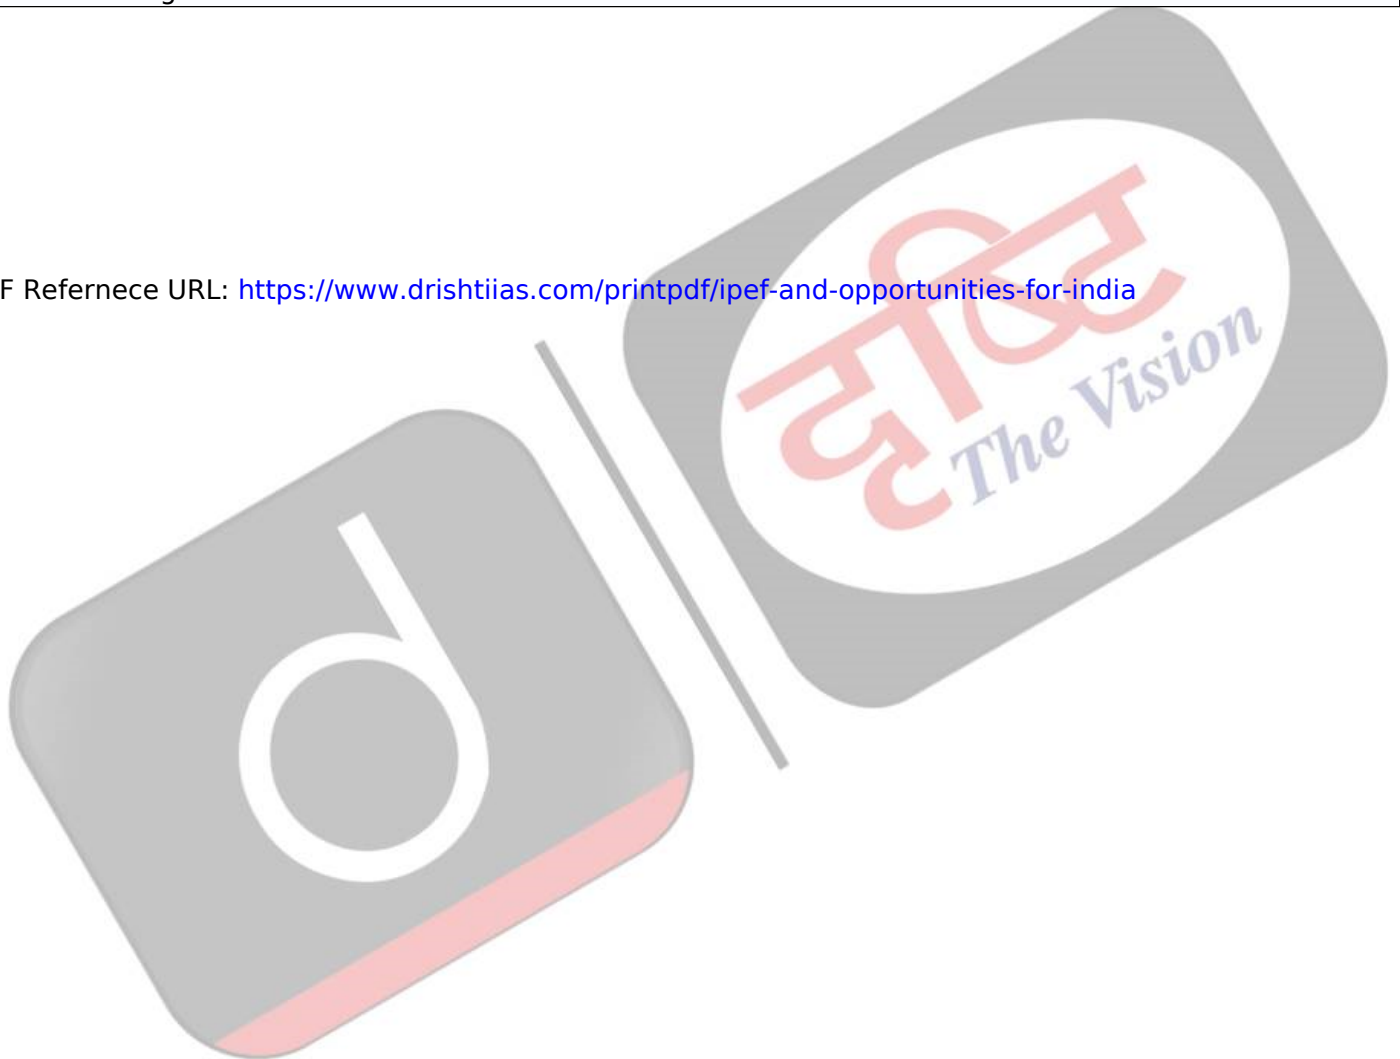 F Refernece URL: https://www.drishtiias.com/printpdf/ipef-and-opportunities-for-india
दृष्टि
The Vision
d